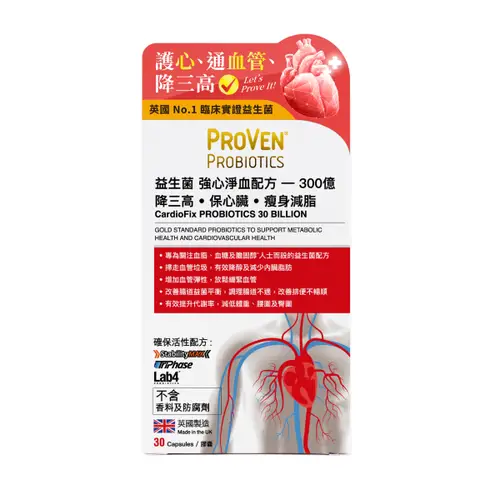 護心、通血管、
降三高
Let's
Prove It!
英國 No.1 臨床實證益生菌
PROVEN®
PROBIOTICS
益生菌 強心淨血配方 — 300億
降三高 • 保心臟 • 瘦身減脂
CardioFix PROBIOTICS 30 BILLION
GOLD STANDARD PROBIOTICS TO SUPPORT METABOLIC
HEALTH AND CARDIOVASCULAR HEALTH
• 專為關注血脂、血糖及膽固醇人士而設的益生菌配方
• 掃走血管垃圾，有效降醇及減少內臟脂肪
• 增加血管彈性，放鬆繃緊血管
• 改善腸道益菌平衡，調理腸道不適，改善排便不暢順
• 有效提升代謝率，減低體重、腰圍及臀圍
確保活性配方：
StabilityMAX
TriPhase
Lab4
PROBIOTICS
不含
香料及防腐劑
英國製造
Made in the UK
30 Capsules / 膠囊